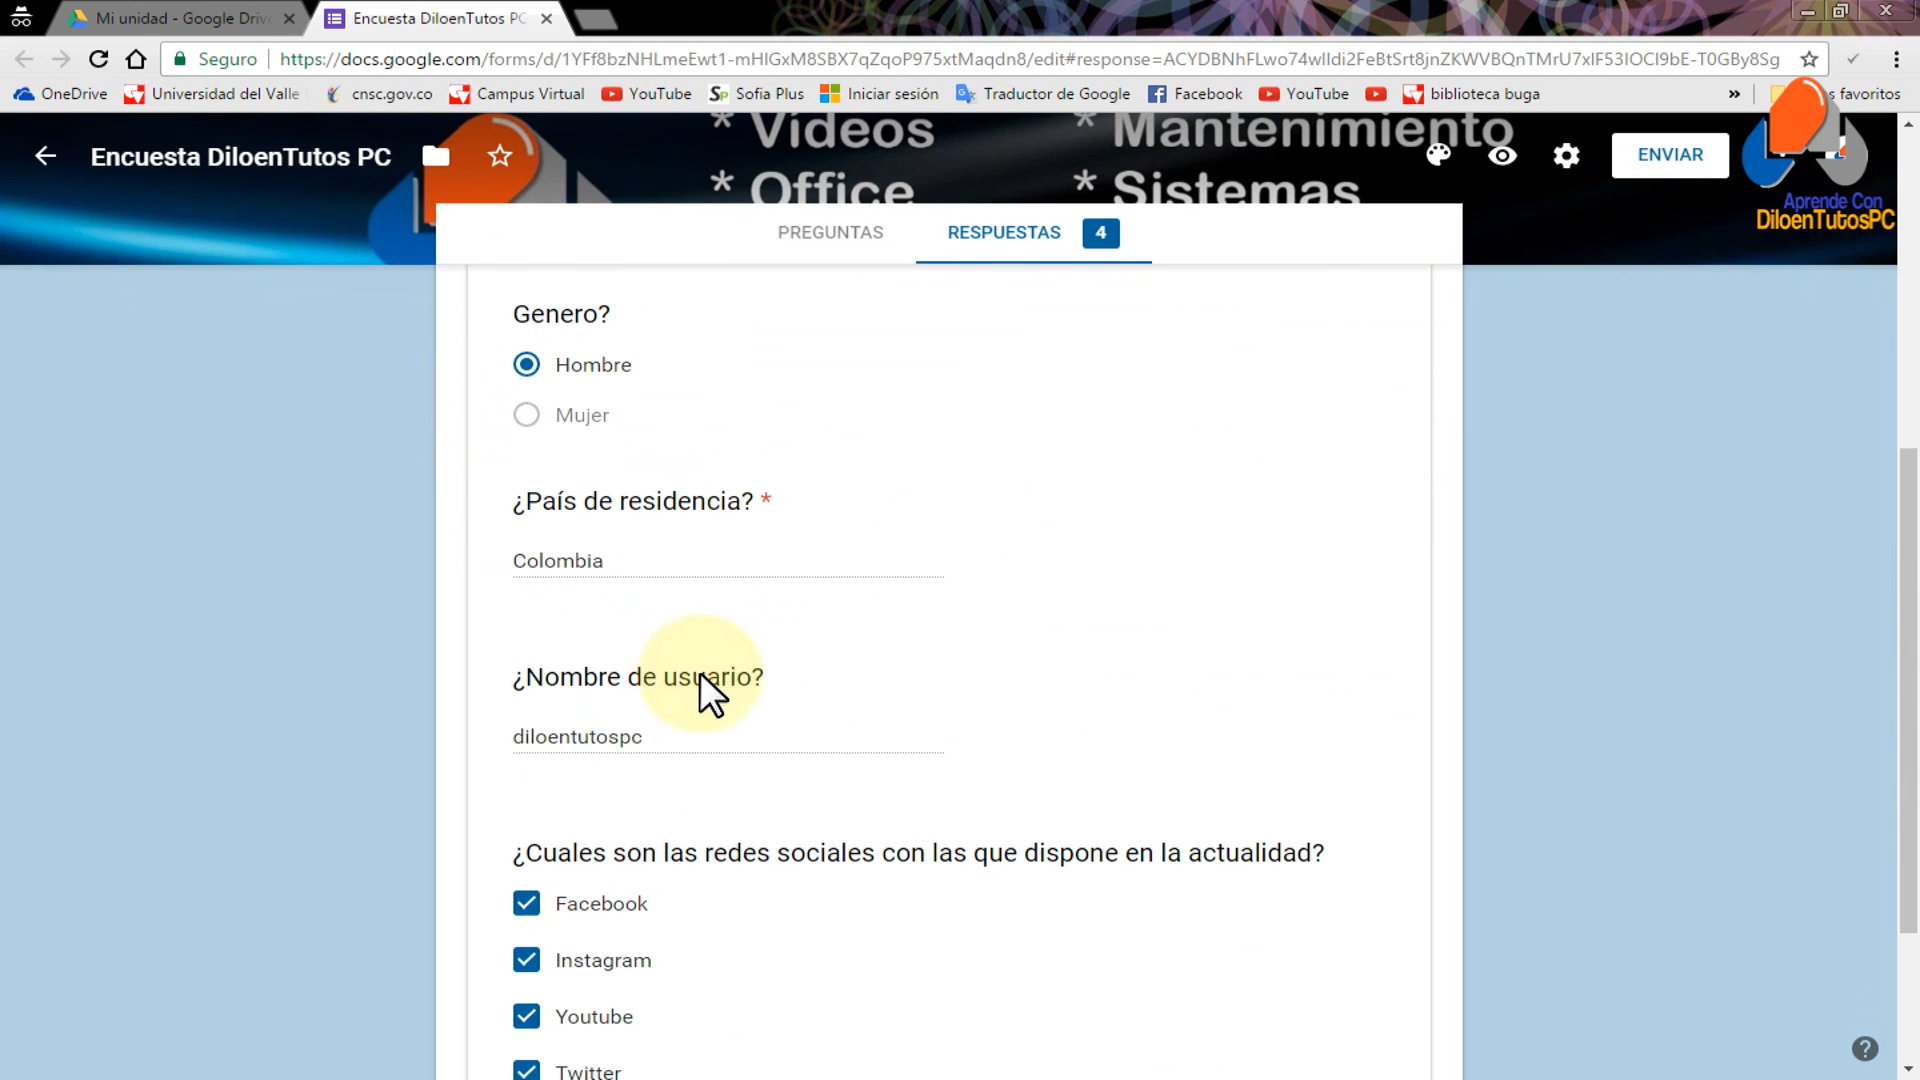 Mi unidad - Google Drive
Encuesta DiloenTutos PC
Seguro
https://docs.google.com/forms/d/1YFf8bzNHLmeEwt1-mHIGxM8SBX7qZqoP975xtMaqdn8/edit#response=ACYDBNhFLwo74wlIdi2FeBtSrt8jnZKWVBQnTMrU7xlF53IOCl9bE-T0GBy8Sg
OneDrive
Universidad del Valle
cnsc.gov.co
Campus Virtual
YouTube
Sofia Plus
Iniciar sesión
Traductor de Google
Facebook
YouTube
biblioteca buga
»
s favoritos
* Vídeos
* Mantenimiento
* Office
* Sistemas
Encuesta DiloenTutos PC
ENVIAR
Aprende Con
DiloenTutosPC
PREGUNTAS
RESPUESTAS
4
Genero?
Hombre
Mujer
¿País de residencia? *
Colombia
¿Nombre de usuario?
diloentutospc
¿Cuales son las redes sociales con las que dispone en la actualidad?
Facebook
Instagram
Youtube
Twitter